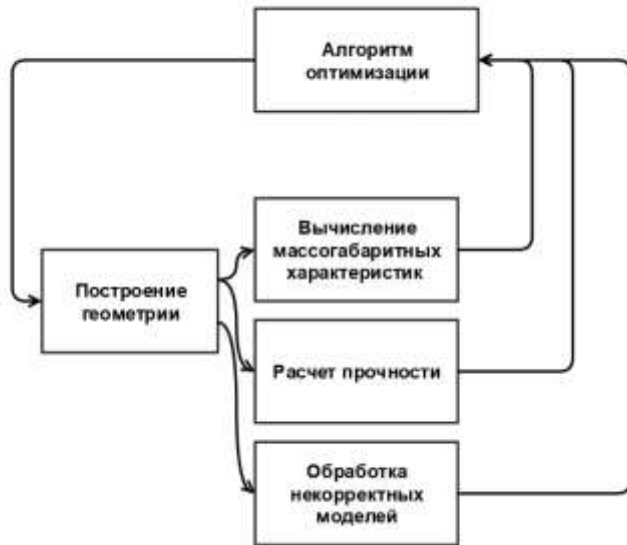 Алгоритм
оптимизации
Вычисление
массогабаритных
характеристик
Построение
геометрии
Расчет прочности
Обработка
некорректных
моделей